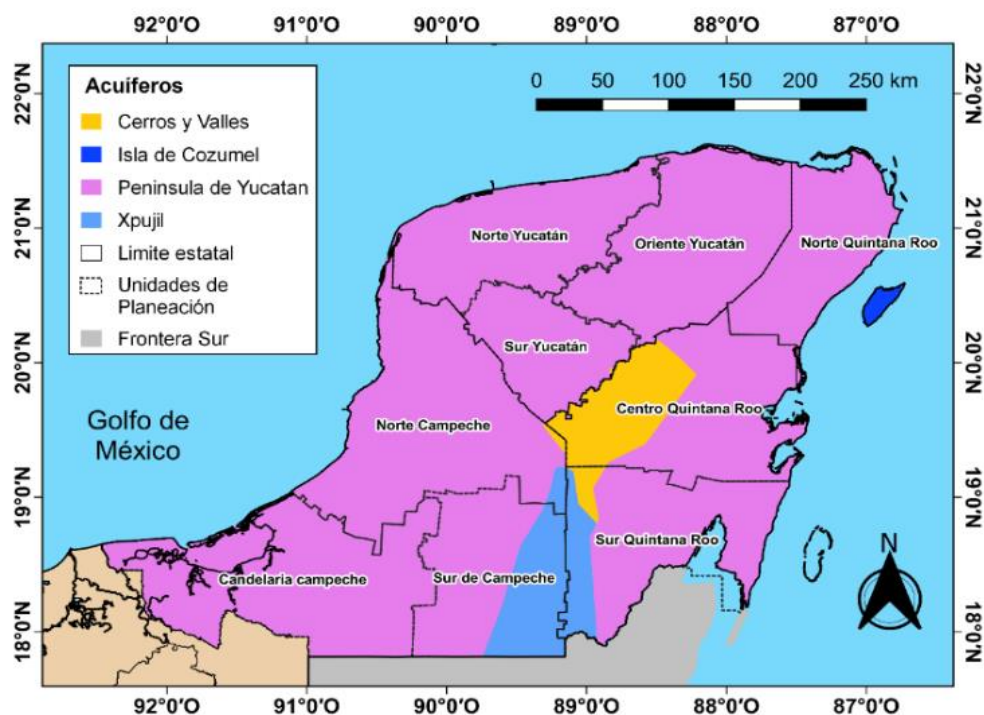 92°0'O 91°0'O 90°0'O 89°0'O 88°0'O 87°0'O
22°0'N
21°0'N
20°0'N
19°0'N
18°0'N
Acuíferos
Cerros y Valles
Isla de Cozumel
Peninsula de Yucatan
Xpujil
Limite estatal
Unidades de
Planeación
Frontera Sur
0 50 100 150 200 250 km
Norte Yucatán
Oriente Yucatán
Norte Quintana Roo
Sur Yucatán
Centro Quintana Roo
Norte Campeche
Golfo de
México
Sur Quintana Roo
Candelaria campeche
Sur de Campeche
N
22°0'N
21°0'N
20°0'N
19°0'N
18°0'N
92°0'O 91°0'O 90°0'O 89°0'O 88°0'O 87°0'O